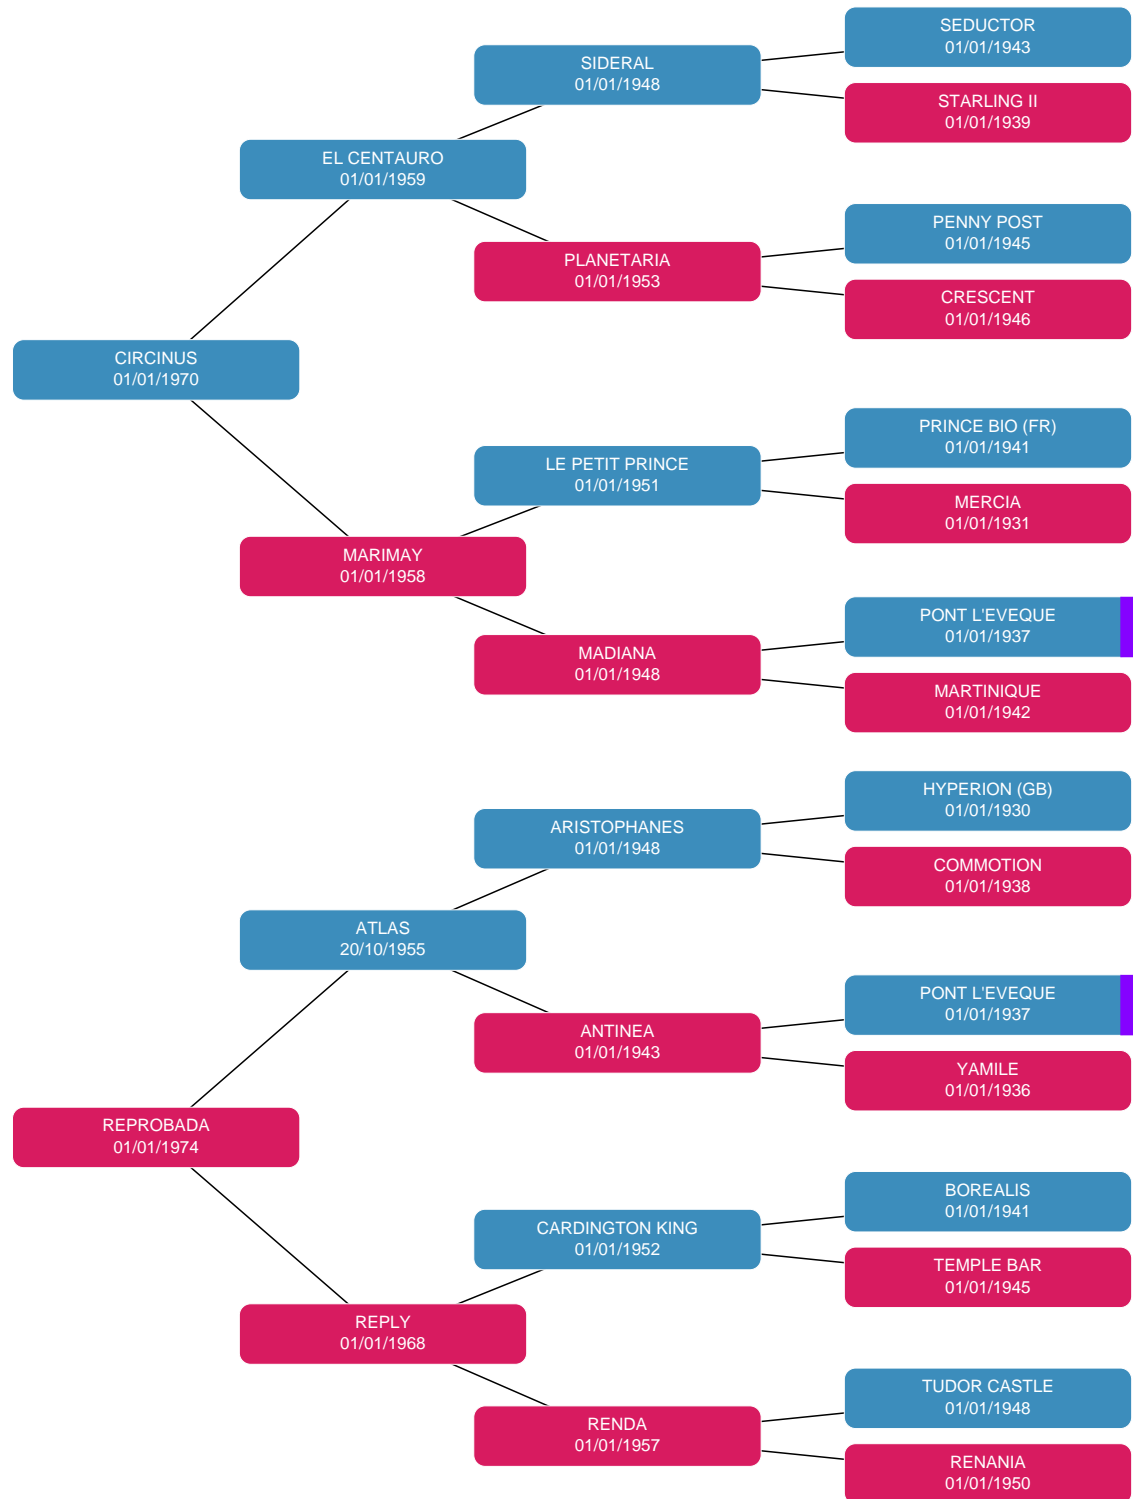 SEDUCTOR
01/01/1943
SIDERAL
01/01/1948
STARLING II
01/01/1939
EL CENTAURO
01/01/1959
PENNY POST
01/01/1945
PLANETARIA
01/01/1953
CRESCENT
01/01/1946
CIRCINUS
01/01/1970
PRINCE BIO (FR)
01/01/1941
LE PETIT PRINCE
01/01/1951
MERCIA
01/01/1931
MARIMAY
01/01/1958
PONT L'EVEQUE
01/01/1937
MADIANA
01/01/1948
MARTINIQUE
01/01/1942
HYPERION (GB)
01/01/1930
ARISTOPHANES
01/01/1948
COMMOTION
01/01/1938
ATLAS
20/10/1955
PONT L'EVEQUE
01/01/1937
ANTINEA
01/01/1943
YAMILE
01/01/1936
REPROBADA
01/01/1974
BOREALIS
01/01/1941
CARDINGTON KING
01/01/1952
TEMPLE BAR
01/01/1945
REPLY
01/01/1968
TUDOR CASTLE
01/01/1948
RENDA
01/01/1957
RENANIA
01/01/1950